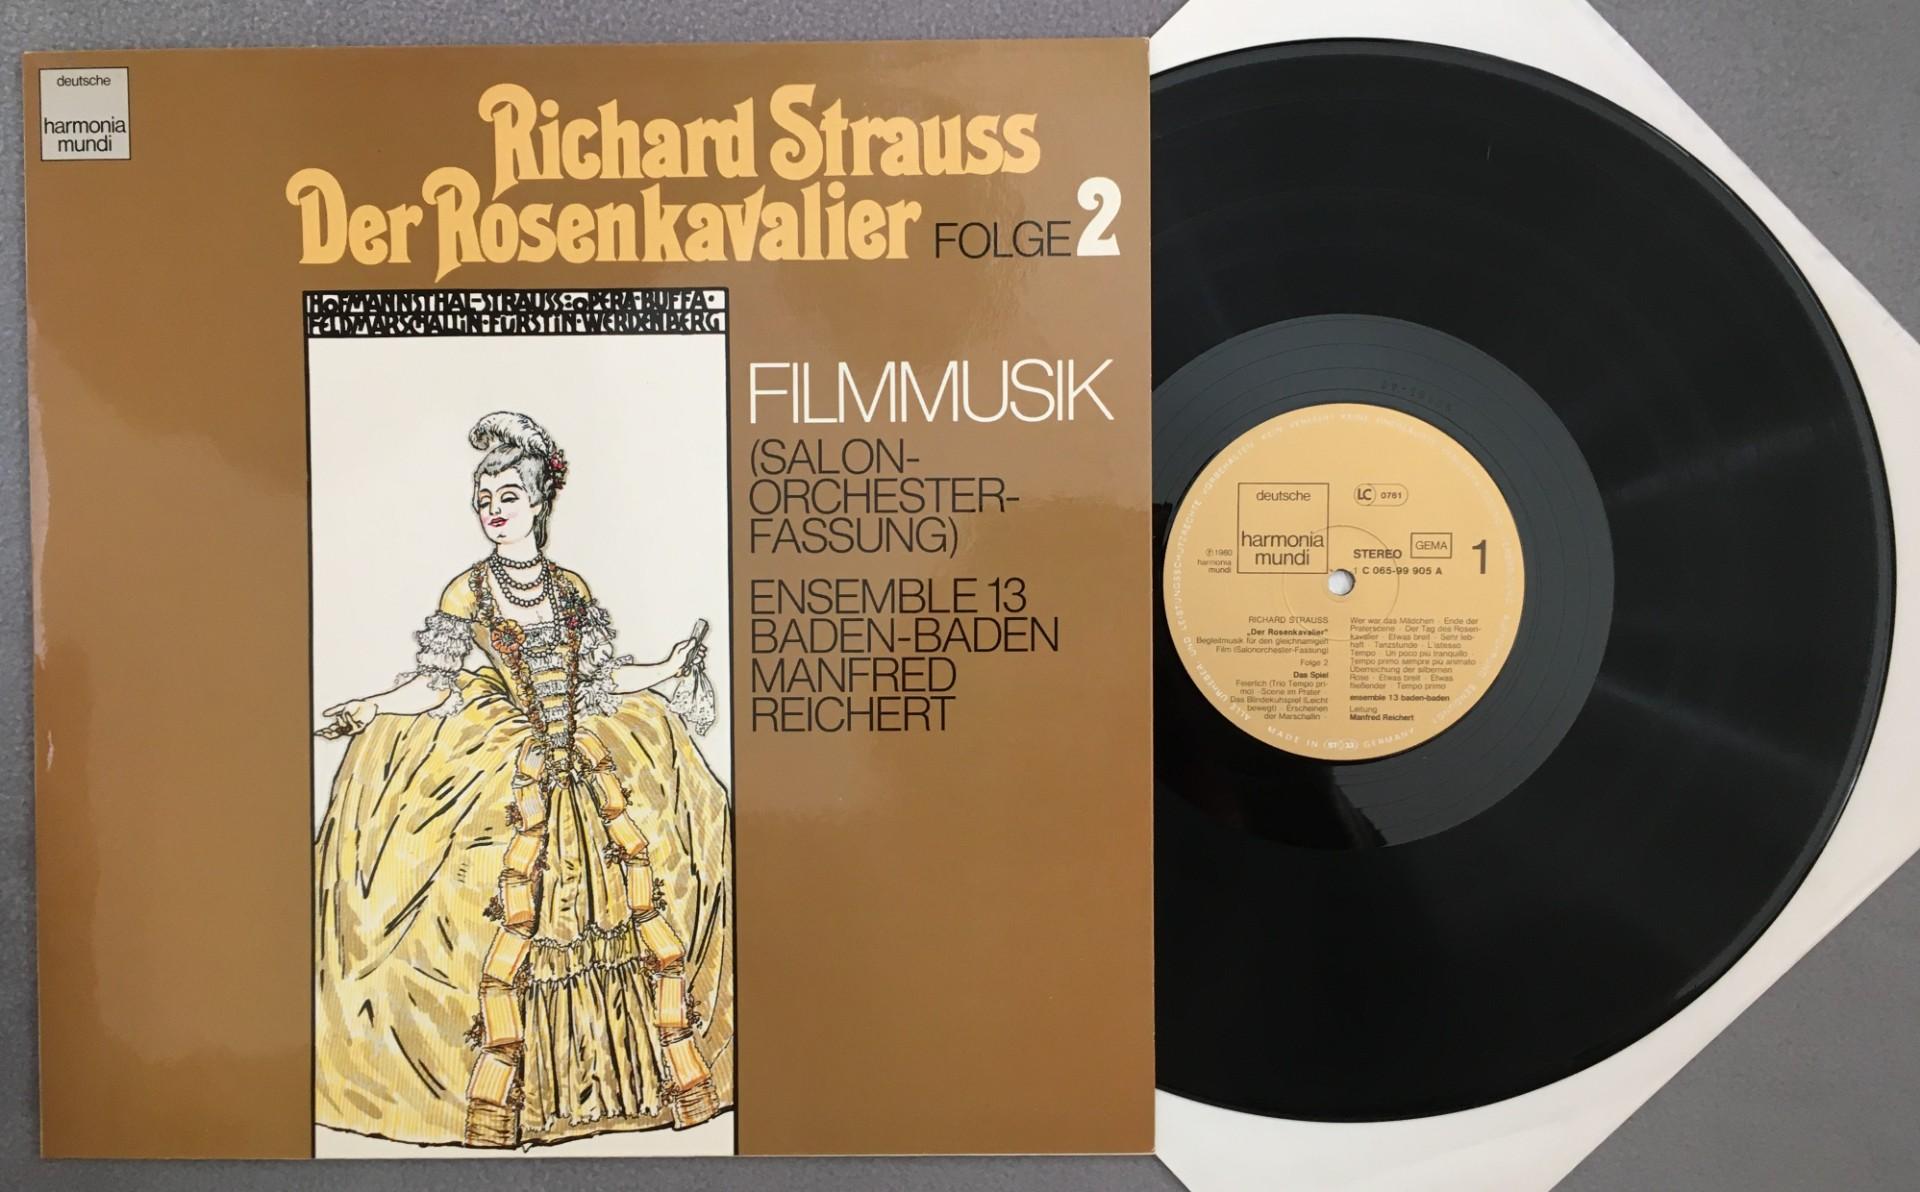 deutsche
harmonia
mundi
Richard Strauss
Der Rosenkavalier FOLGE 2
HOFMANNSTHAL-STRAUSS: OPERA·BUFFA·
FELDMARSCHALLIN·FÜRSTIN·WERDENBERG
FILMMUSIK
(SALON-
ORCHESTER-
FASSUNG)
ENSEMBLE 13
BADEN-BADEN
MANFRED
REICHERT
deutsche
harmonia
mundi
LC 0761
℗ 1980
harmonia
mundi
STEREO GEMA 1
1 C 065-99 905 A
RICHARD STRAUSS
„Der Rosenkavalier"
Begleitmusik für den gleichnamigen
Film (Salonorchester-Fassung)
Folge 2
Das Spiel
Feierlich (Trio Tempo pri-
mo) · Scene im Prater ·
Das Blindekuhspiel (Leicht
bewegt) · Erscheinen
der Marschallin ·
Wer war das Mädchen · Ende der
Praterscene · Der Tag des Rosen-
kavalier · Etwas breit · Sehr leb-
haft · Tanzstunde · L'istesso
Tempo · Un poco più tranquillo ·
Tempo primo sempre più animato ·
Überreichung der silbernen
Rose · Etwas breit · Etwas
fließender · Tempo primo
ensemble 13 baden-baden
Leitung
Manfred Reichert
MADE IN ST 33 GERMANY